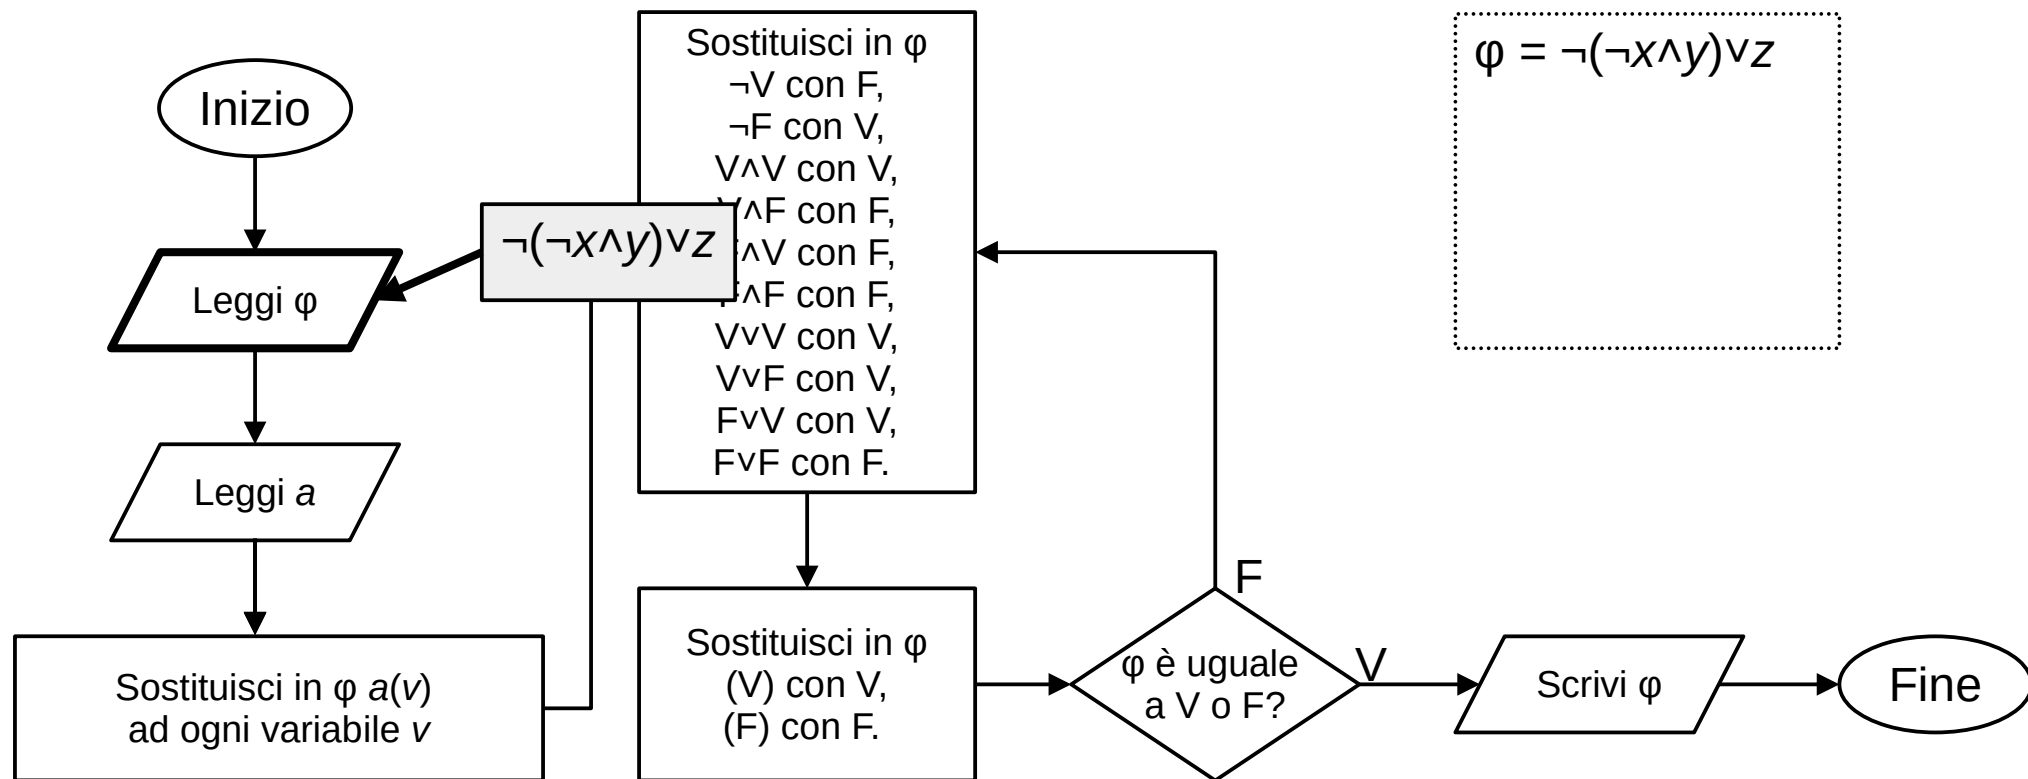 Inizio
Leggi φ
Leggi a
Sostituisci in φ a(v)
ad ogni variabile v
¬(¬x∧y)∨z
Sostituisci in φ
¬V con F,
¬F con V,
V∧V con V,
∧F con F,
∧V con F,
∧F con F,
V∨V con V,
V∨F con V,
F∨V con V,
F∨F con F.
Sostituisci in φ
(V) con V,
(F) con F.
F
φ è uguale
a V o F?
V
Scrivi φ
Fine
φ = ¬(¬x∧y)∨z